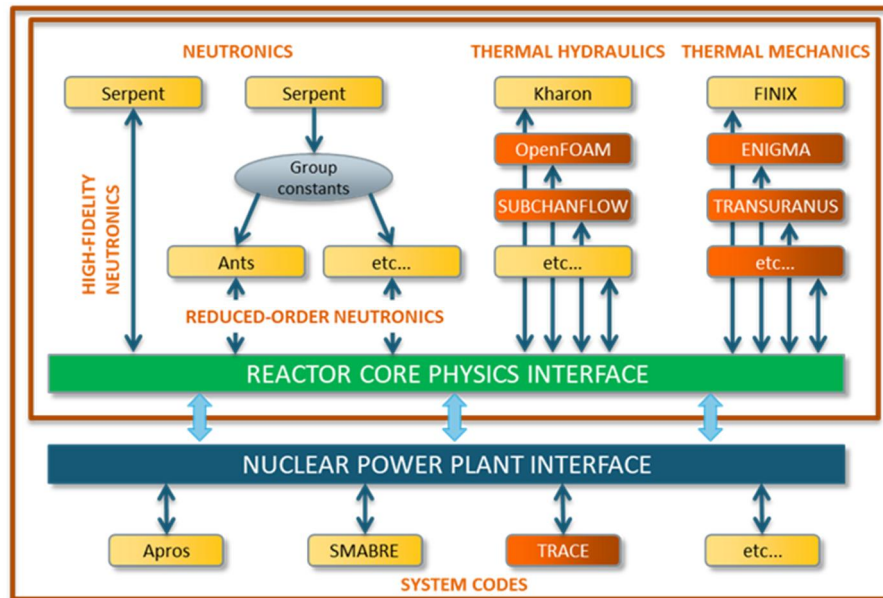 NEUTRONICS
THERMAL HYDRAULICS
THERMAL MECHANICS
Serpent
Serpent
Kharon
FINIX
OpenFOAM
ENIGMA
Group
constants
SUBCHANFLOW
TRANSURANUS
HIGH-FIDELITY
NEUTRONICS
Ants
etc...
etc...
etc...
REDUCED-ORDER NEUTRONICS
REACTOR CORE PHYSICS INTERFACE
NUCLEAR POWER PLANT INTERFACE
Apros
SMABRE
TRACE
etc...
SYSTEM CODES